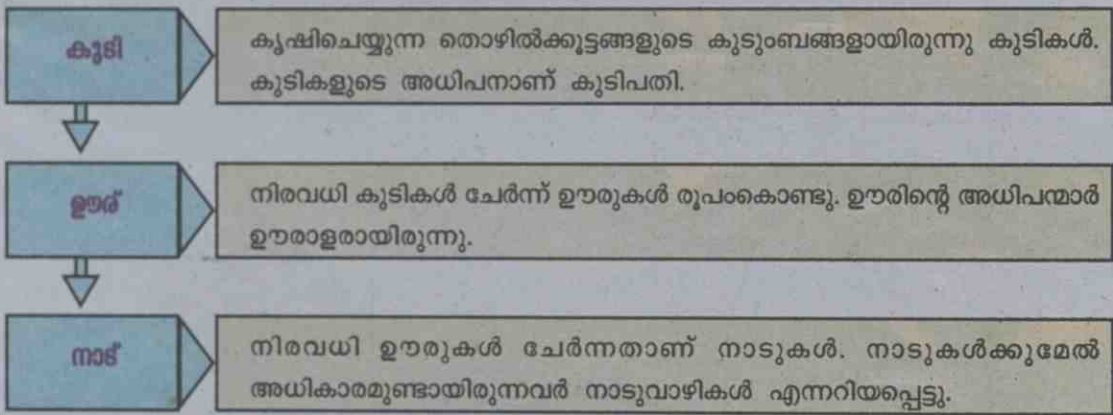 കുടി
കൃഷിചെയ്യുന്ന തൊഴിൽക്കൂട്ടങ്ങളുടെ കുടുംബങ്ങളായിരുന്നു കുടികൾ.
കുടികളുടെ അധിപനാണ് കുടിപതി.
ഊര്
നിരവധി കുടികൾ ചേർന്ന് ഊരുകൾ രൂപംകൊണ്ടു. ഊരിന്റെ അധിപന്മാർ
ഊരാളരായിരുന്നു.
നാട്
നിരവധി ഊരുകൾ ചേർന്നതാണ് നാടുകൾ. നാടുകൾക്കുമേൽ
അധികാരമുണ്ടായിരുന്നവർ നാടുവാഴികൾ എന്നറിയപ്പെട്ടു.